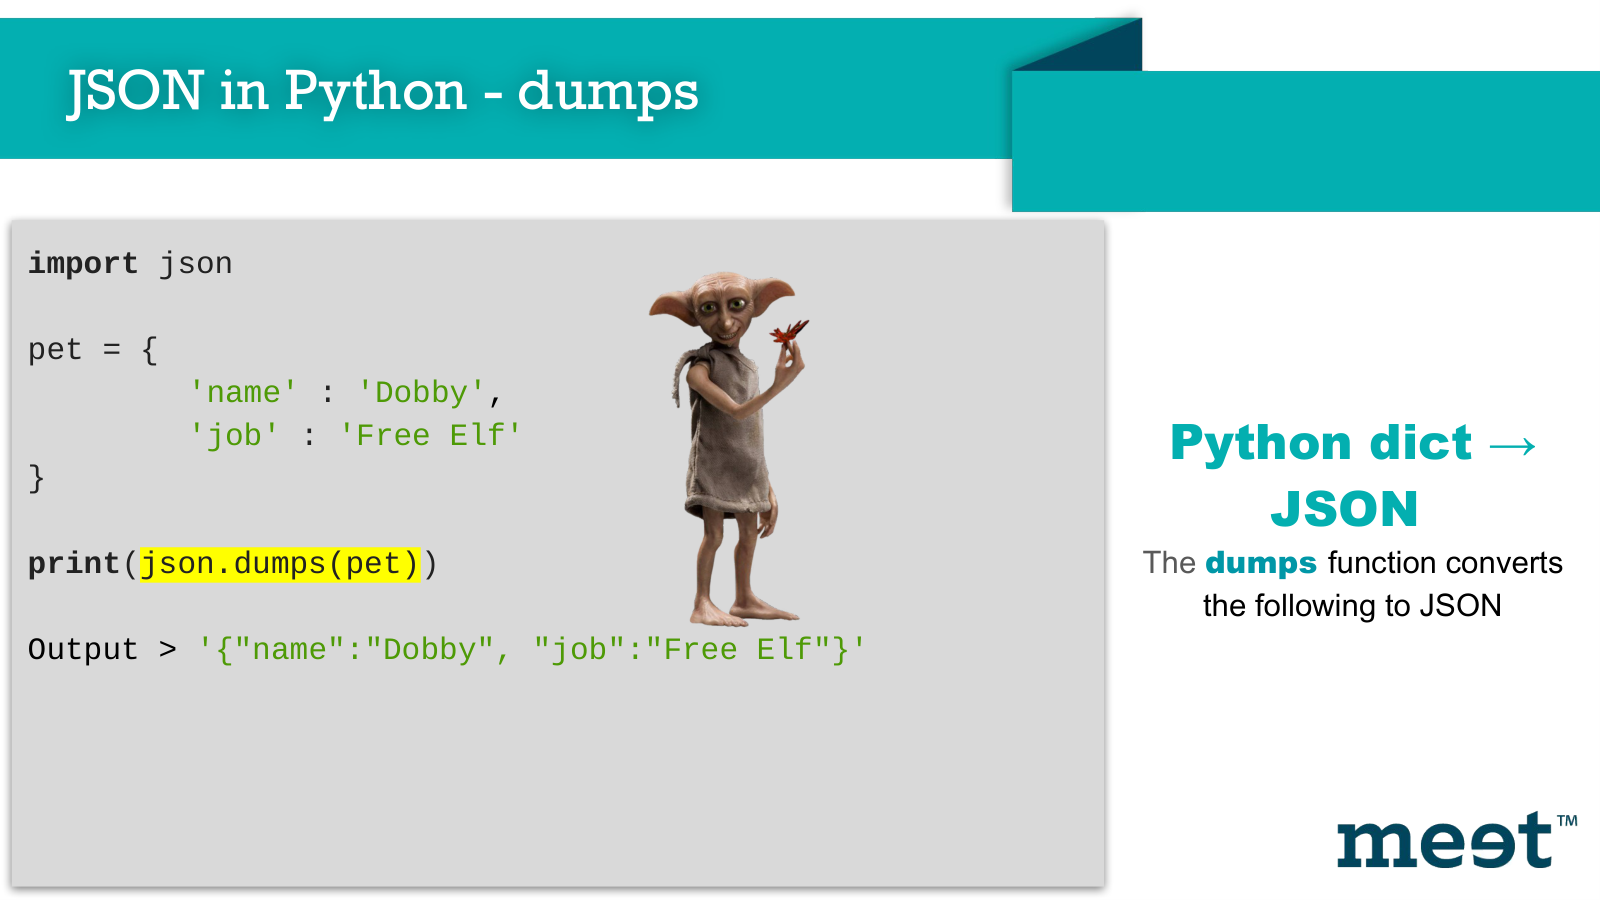 JSON in Python - dumps
import json
pet = {
'name' : 'Dobby',
'job' : 'Free Elf'
}
print(json.dumps(pet))
Output > '{"name":"Dobby", "job":"Free Elf"}'
Python dict →
JSON
The dumps function converts
the following to JSON
meet™